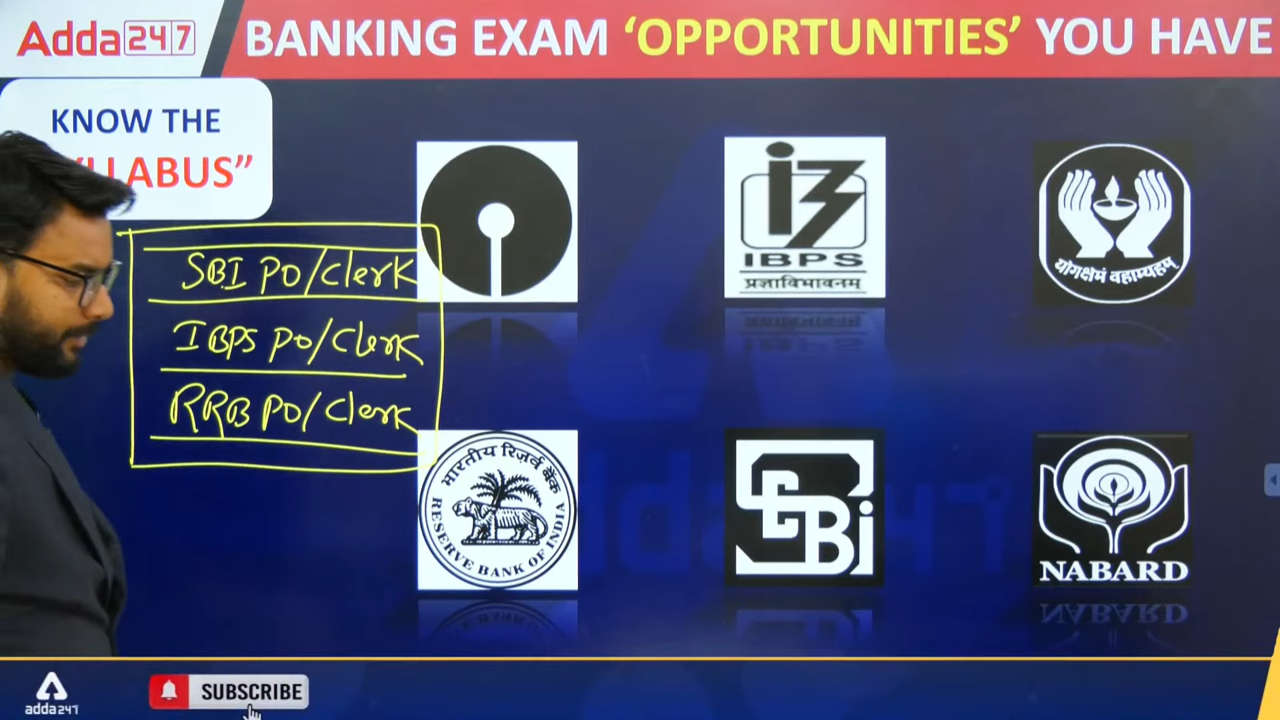 Adda247
BANKING EXAM ‘OPPORTUNITIES’ YOU HAVE
KNOW THE
LABUS”
SBI PO/Clerk
IBPS PO/Clerk
RRB PO/Clerk
IBPS
प्रज्ञाविभावनम्
योगक्षेमं वहाम्यहम्
भारतीय रिज़र्व बैंक
RESERVE BANK OF INDIA
SEBi
NABARD
adda247
SUBSCRIBE